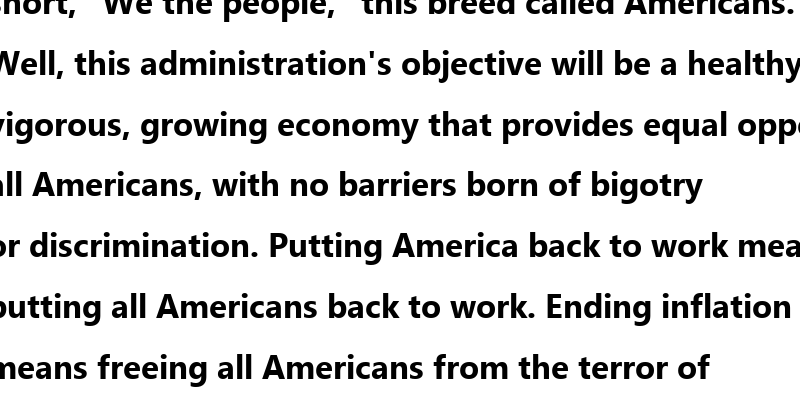 short, "We the people," this breed called Americans.
Well, this administration's objective will be a healthy
vigorous, growing economy that provides equal oppo
all Americans, with no barriers born of bigotry
or discrimination. Putting America back to work mea
putting all Americans back to work. Ending inflation
means freeing all Americans from the terror of